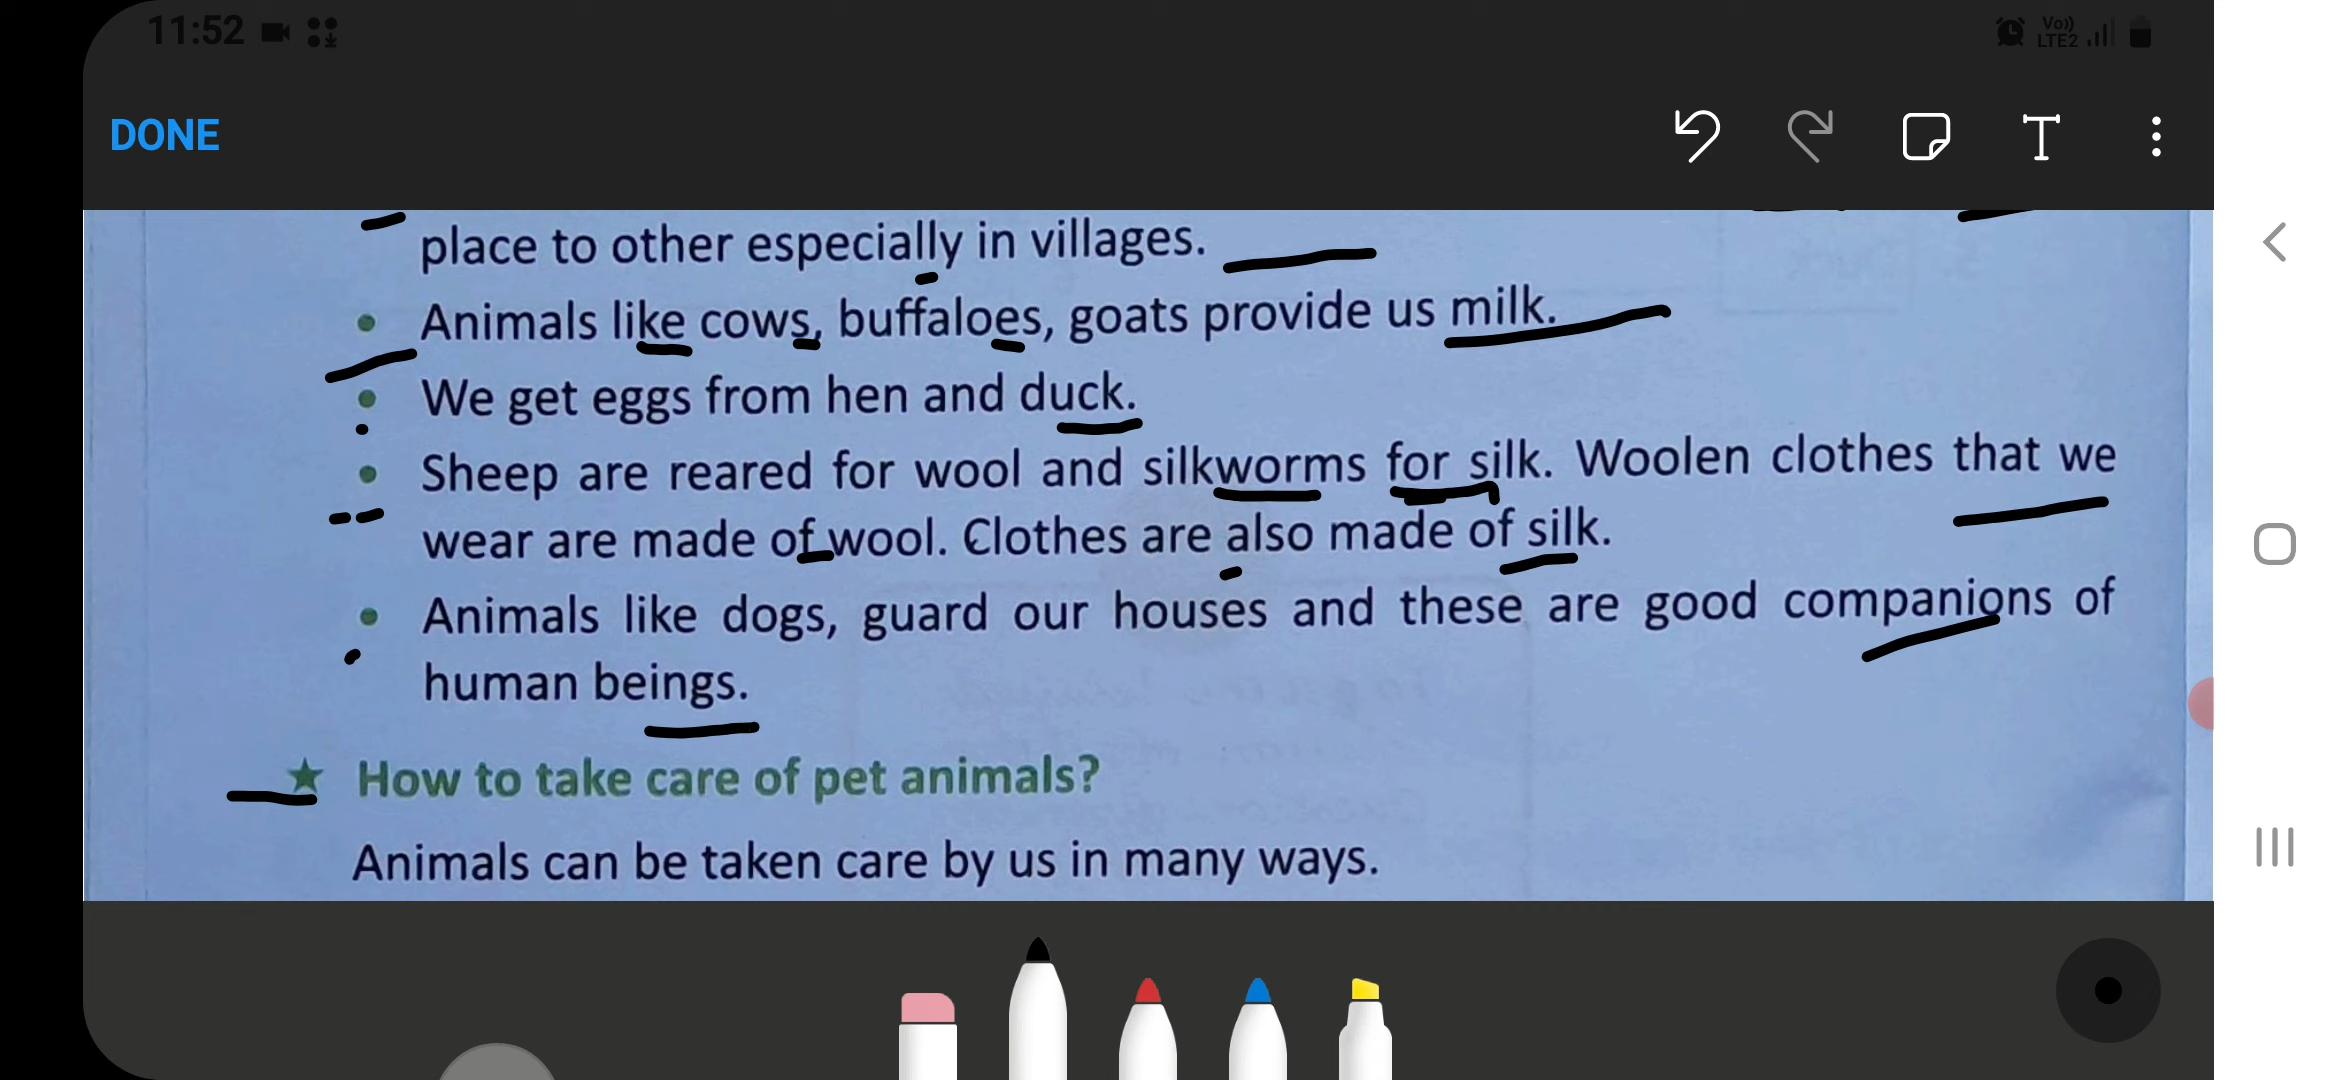 11:52
Vo))
LTE2
DONE
T
place to other especially in villages.
• Animals like cows, buffaloes, goats provide us milk.
• We get eggs from hen and duck.
• Sheep are reared for wool and silkworms for silk. Woolen clothes that we
wear are made of wool. Clothes are also made of silk.
• Animals like dogs, guard our houses and these are good companions of
human beings.
★ How to take care of pet animals?
Animals can be taken care by us in many ways.